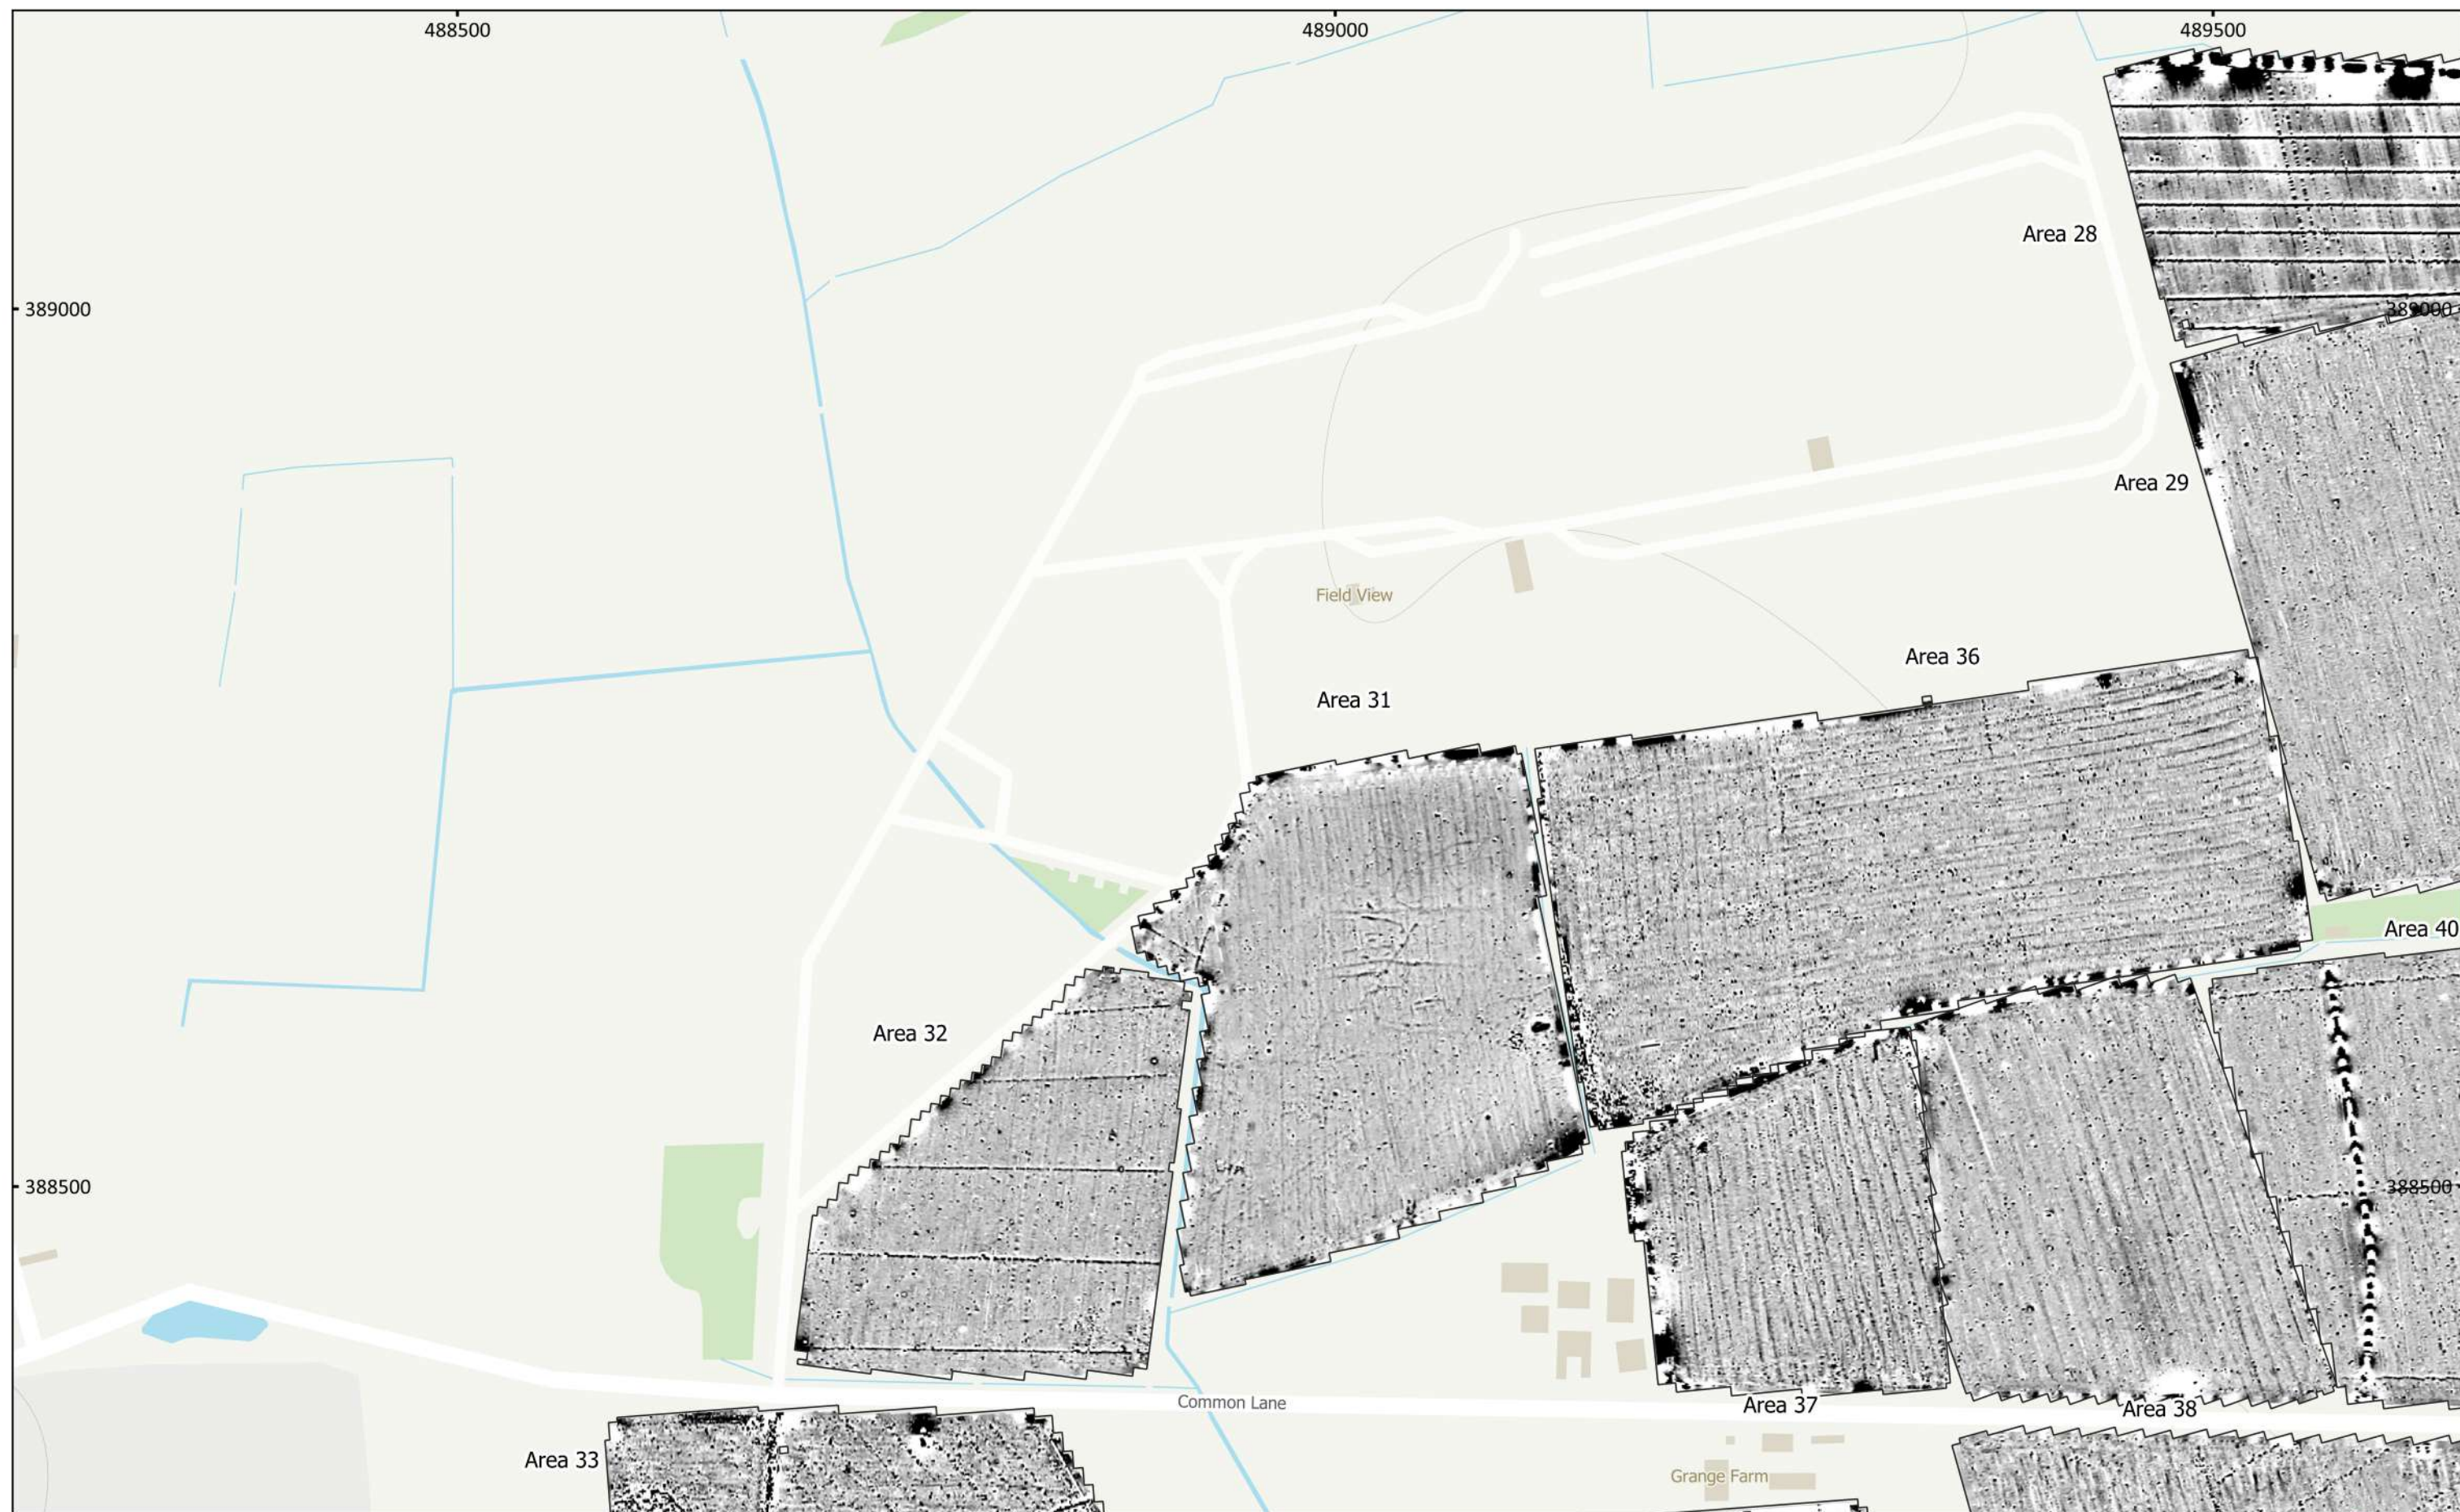 488500
489000
489500
Area 28
389000
389000
Area 29
Field View
Area 36
Area 31
Area 40
Area 32
388500
388500
Common Lane
Area 37
Area 38
Area 33
Grange Farm